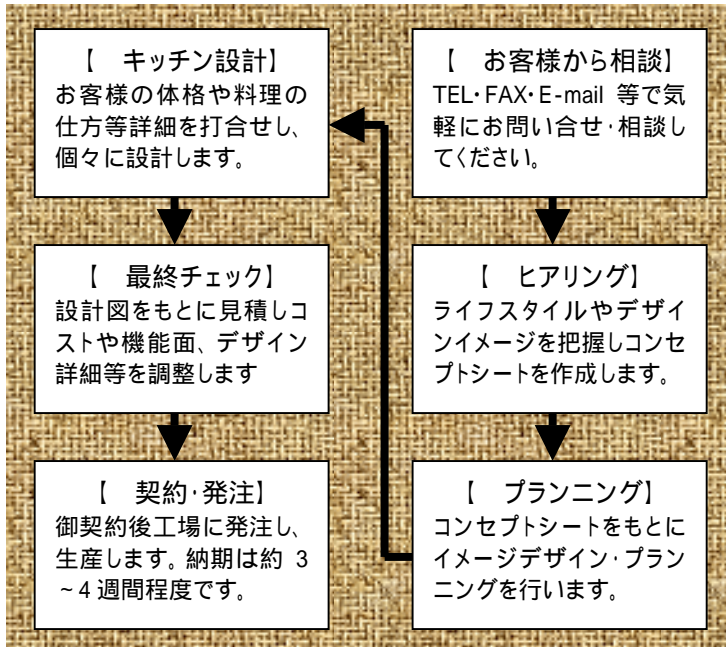 【　お客様から相談】
TEL･FAX･E-mail 等で気
軽にお問い合せ･相談し
てください。
【　ヒアリング】
ライフスタイルやデザイ
ンイメージを把握しコンセ
プトシートを作成します。
【　プランニング】
コンセプトシートをもとに
イメージデザイン･プラン
ニングを行います。
【　キッチン設計】
お客様の体格や料理の
仕方等詳細を打合せし、
個々に設計します。
【　最終チェック】
設計図をもとに見積しコ
ストや機能面、デザイン
詳細等を調整します
【　契約･発注】
御契約後工場に発注し、
生産します。納期は約 3
~4 週間程度です。